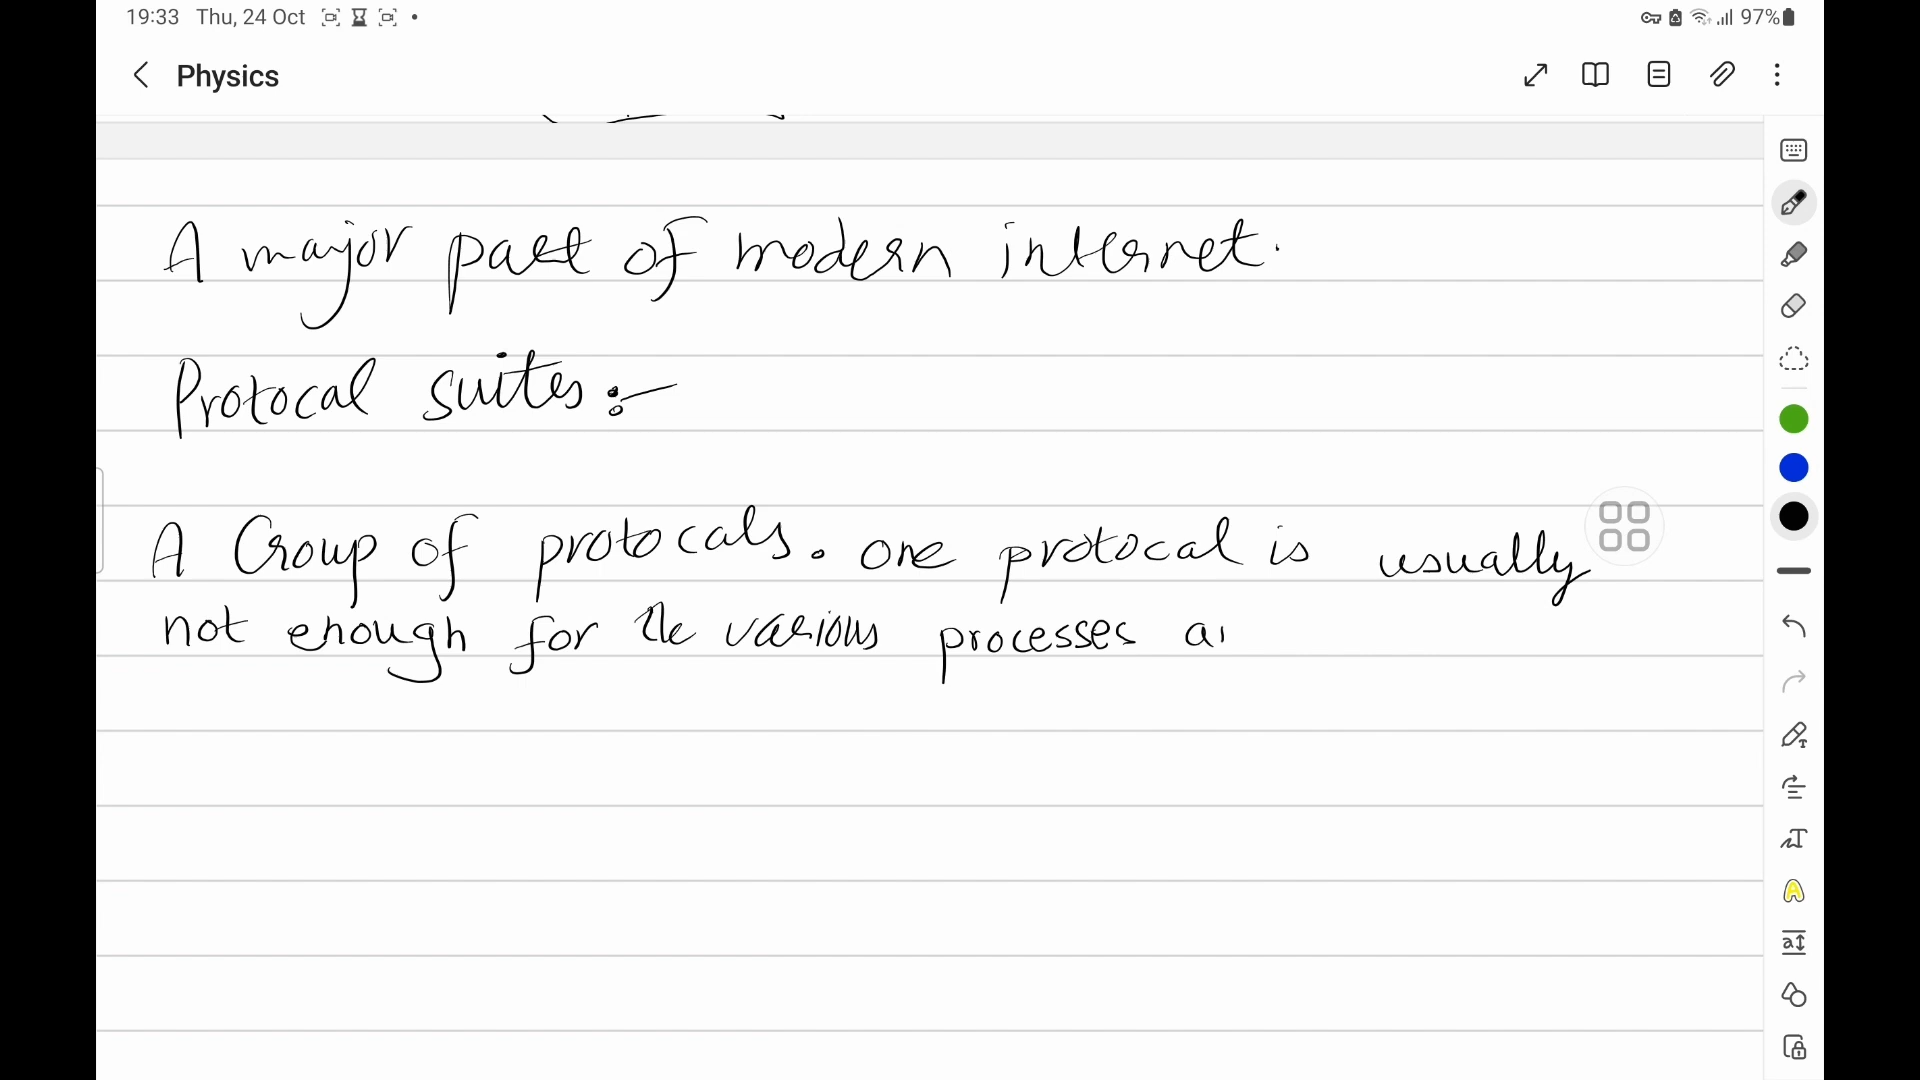 19:33 Thu, 24 Oct 97%
Physics
A major part of modern internet.
Protocal suites :-
A Group of protocals. one protocal is usually
not enough for the various processes a